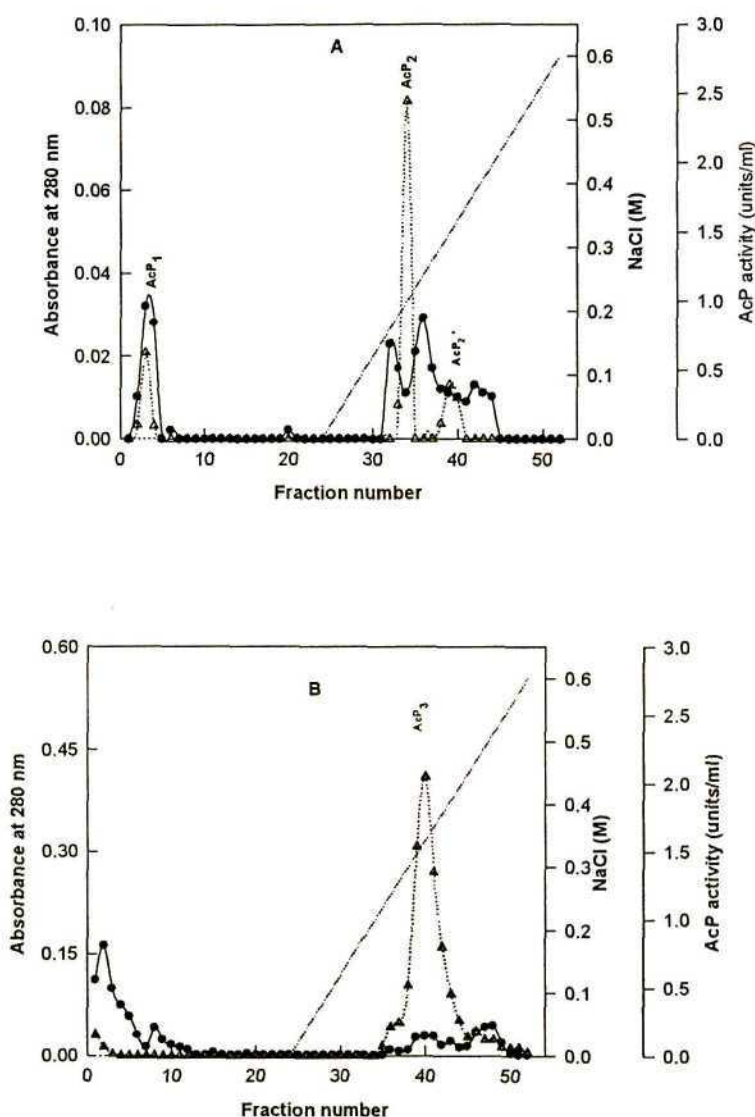 A
AcP1
AcP2
AcP2'
Absorbance at 280 nm
0.10
0.08
0.06
0.04
0.02
0.00
0 10 20 30 40 50
Fraction number
NaCl (M)
0.6
0.5
0.4
0.3
0.2
0.1
0.0
AcP activity (units/ml)
3.0
2.5
2.0
1.5
1.0
0.5
0.0
B
AcP3
Absorbance at 280 nm
0.60
0.45
0.30
0.15
0.00
0 10 20 30 40 50
Fraction number
NaCl (M)
0.6
0.5
0.4
0.3
0.2
0.1
0.0
AcP activity (units/ml)
3.0
2.5
2.0
1.5
1.0
0.5
0.0